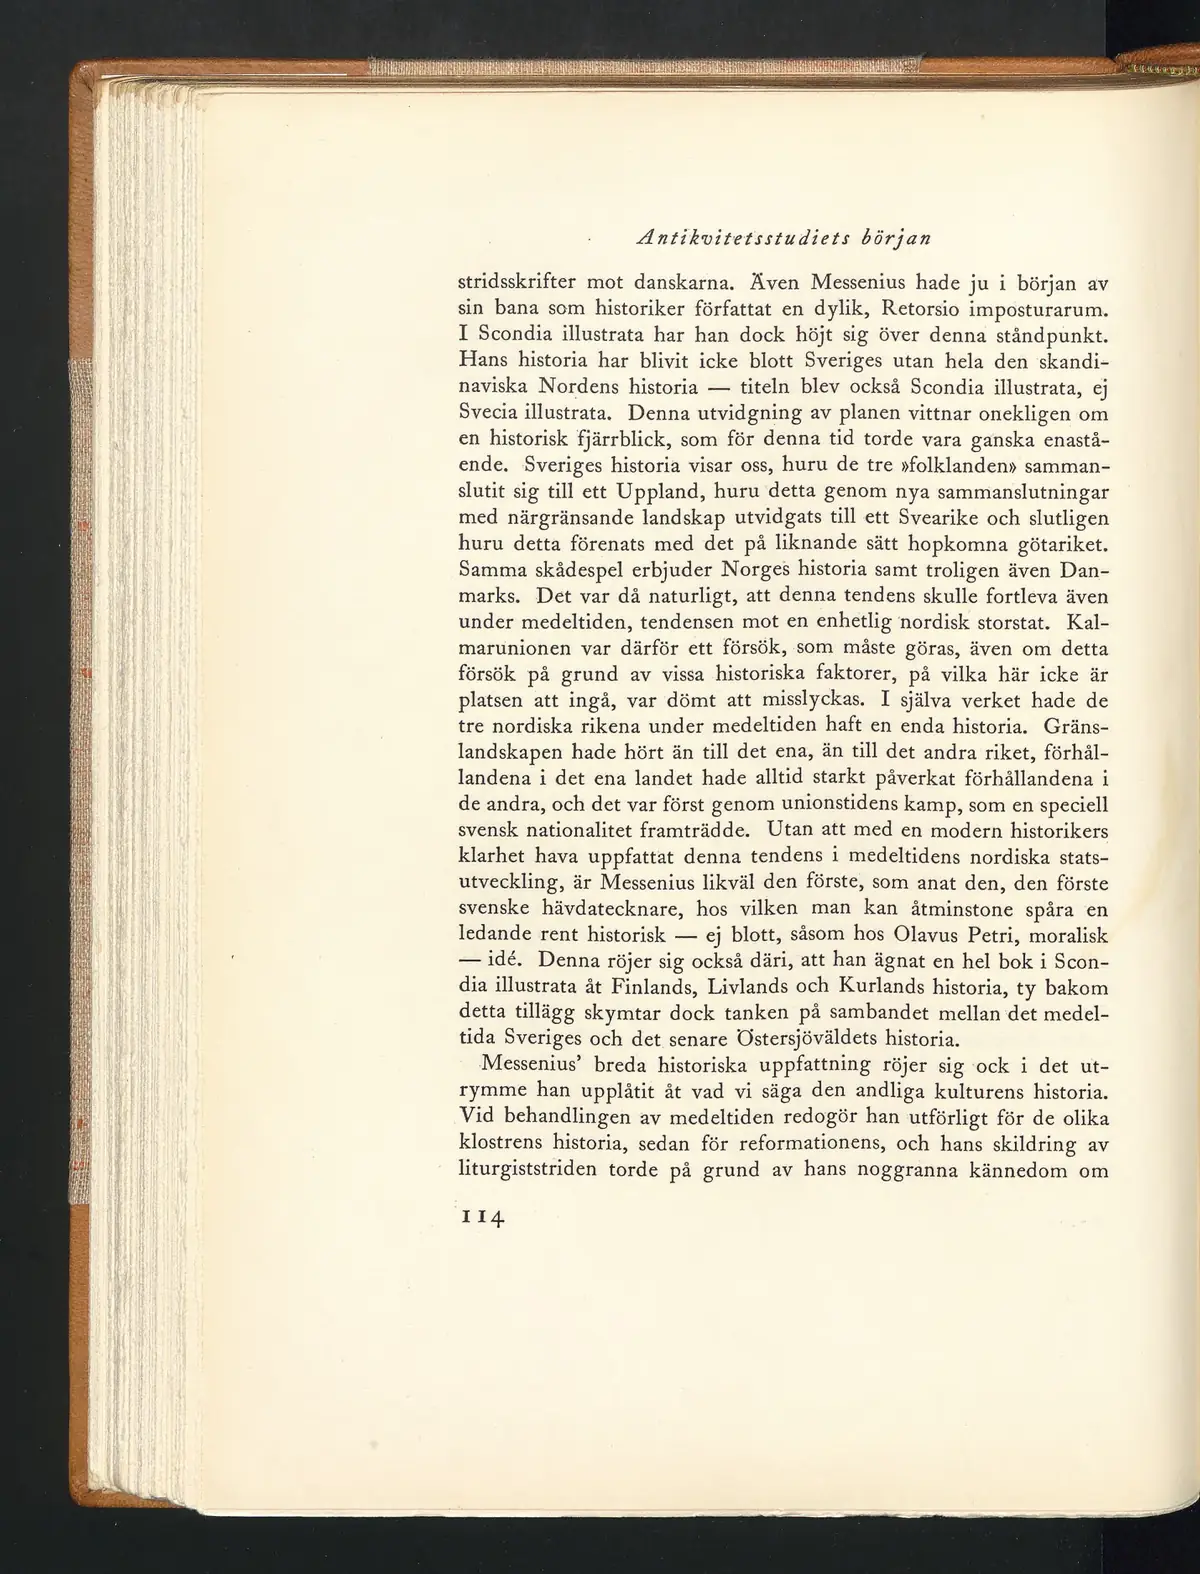 Antikvitetsstudiets början
stridsskrifter mot danskarna. Även Messenius hade ju i början av
sin bana som historiker författat en dylik, Retorsio imposturarum.
I Scondia illustrata har han dock höjt sig över denna ståndpunkt.
Hans historia har blivit icke blott Sveriges utan hela den skandi-
naviska Nordens historia — titeln blev också Scondia illustrata, ej
Svecia illustrata. Denna utvidgning av planen vittnar onekligen om
en historisk fjärrblick, som för denna tid torde vara ganska enastå-
ende. Sveriges historia visar oss, huru de tre »folklanden» samman-
slutit sig till ett Uppland, huru detta genom nya sammanslutningar
med närgränsande landskap utvidgats till ett Svearike och slutligen
huru detta förenats med det på liknande sätt hopkomna götariket.
Samma skådespel erbjuder Norges historia samt troligen även Dan-
marks. Det var då naturligt, att denna tendens skulle fortleva även
under medeltiden, tendensen mot en enhetlig nordisk storstat. Kal-
marunionen var därför ett försök, som måste göras, även om detta
försök på grund av vissa historiska faktorer, på vilka här icke är
platsen att ingå, var dömt att misslyckas. I själva verket hade de
tre nordiska rikena under medeltiden haft en enda historia. Gräns-
landskapen hade hört än till det ena, än till det andra riket, förhål-
landena i det ena landet hade alltid starkt påverkat förhållandena i
de andra, och det var först genom unionstidens kamp, som en speciell
svensk nationalitet framträdde. Utan att med en modern historikers
klarhet hava uppfattat denna tendens i medeltidens nordiska stats-
utveckling, är Messenius likväl den förste, som anat den, den förste
svenske hävdatecknare, hos vilken man kan åtminstone spåra en
ledande rent historisk — ej blott, såsom hos Olavus Petri, moralisk
— idé. Denna röjer sig också däri, att han ägnat en hel bok i Scon-
dia illustrata åt Finlands, Livlands och Kurlands historia, ty bakom
detta tillägg skymtar dock tanken på sambandet mellan det medel-
tida Sveriges och det senare Östersjöväldets historia.
Messenius’ breda historiska uppfattning röjer sig ock i det ut-
rymme han upplåtit åt vad vi säga den andliga kulturens historia.
Vid behandlingen av medeltiden redogör han utförligt för de olika
klostrens historia, sedan för reformationens, och hans skildring av
liturgiststriden torde på grund av hans noggranna kännedom om
114